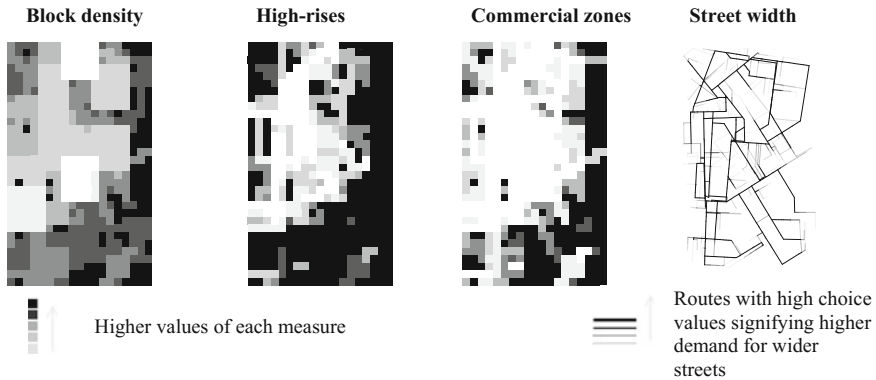 Block density
High-rises
Commercial zones
Street width
Higher values of each measure
Routes with high choice
values signifying higher
demand for wider
streets